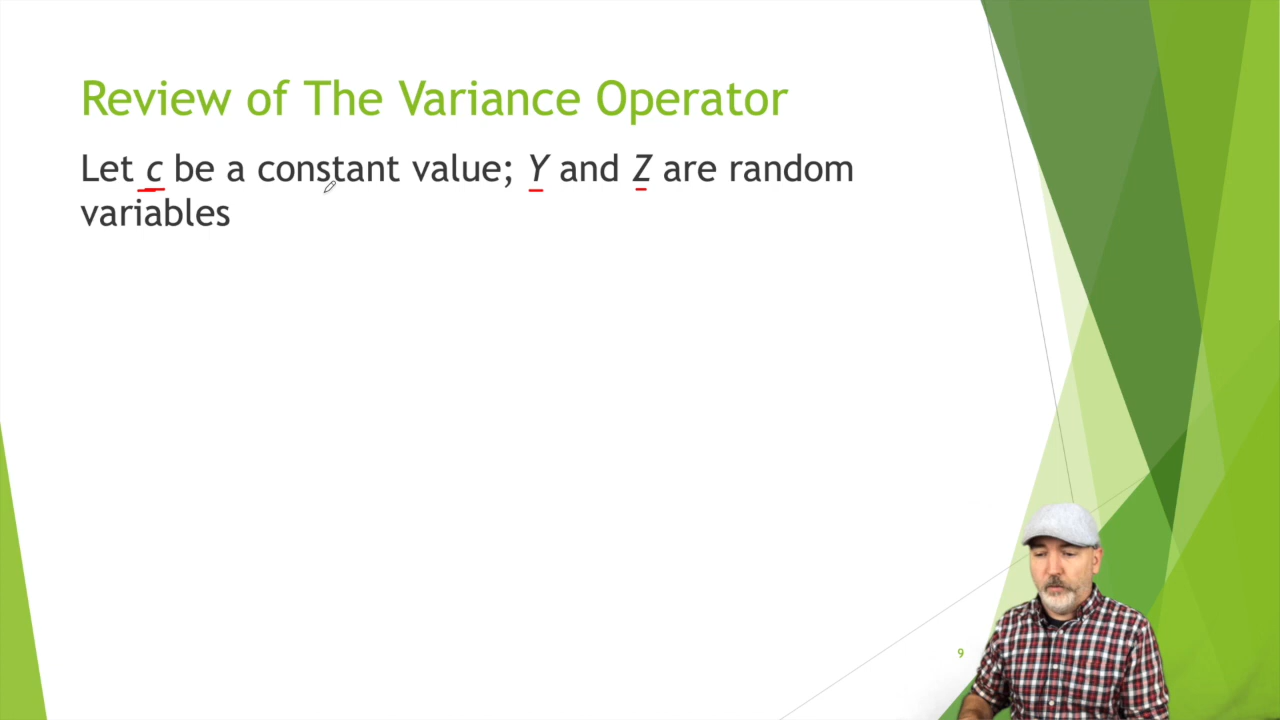 Review of The Variance Operator
Let c be a constant value; Y and Z are random
variables
9